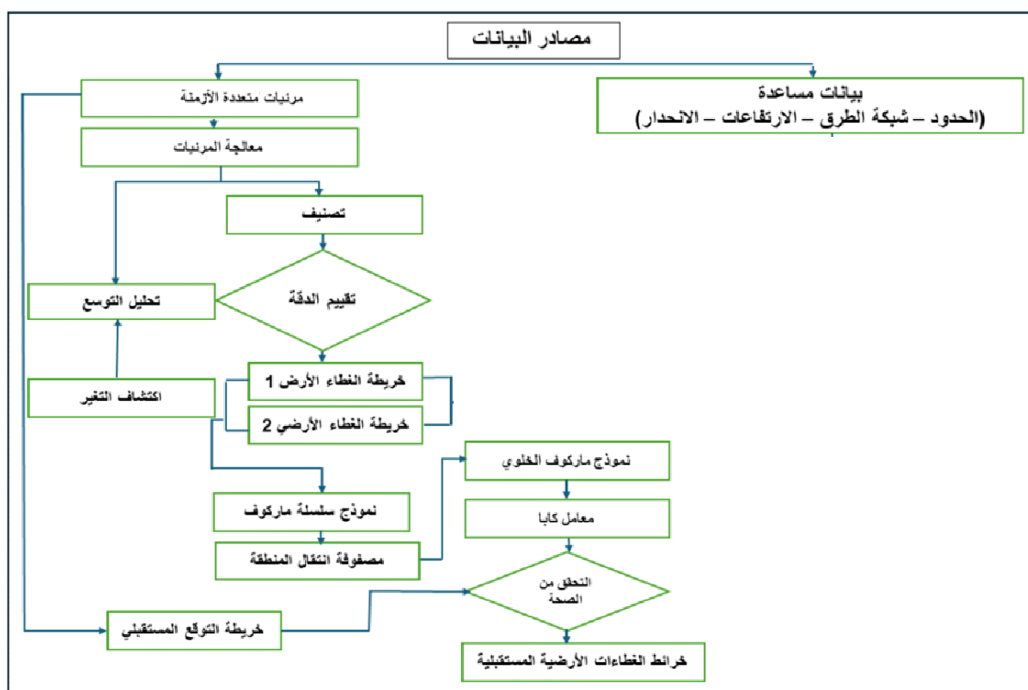 مصادر البيانات
مرئيات متعددة الأزمنة
بيانات مساعدة
(الحدود – شبكة الطرق – الارتفاعات – الانحدار)
معالجة المرئيات
تصنيف
تقييم الدقة
تحليل التوسع
اكتشاف التغير
خريطة الغطاء الأرض 1
خريطة الغطاء الأرضي 2
نموذج ماركوف الخلوي
نموذج سلسلة ماركوف
معامل كابا
مصفوفة انتقال المنطقة
التحقق من
الصحة
خريطة التوقع المستقبلي
خرائط الغطاءات الأرضية المستقبلية